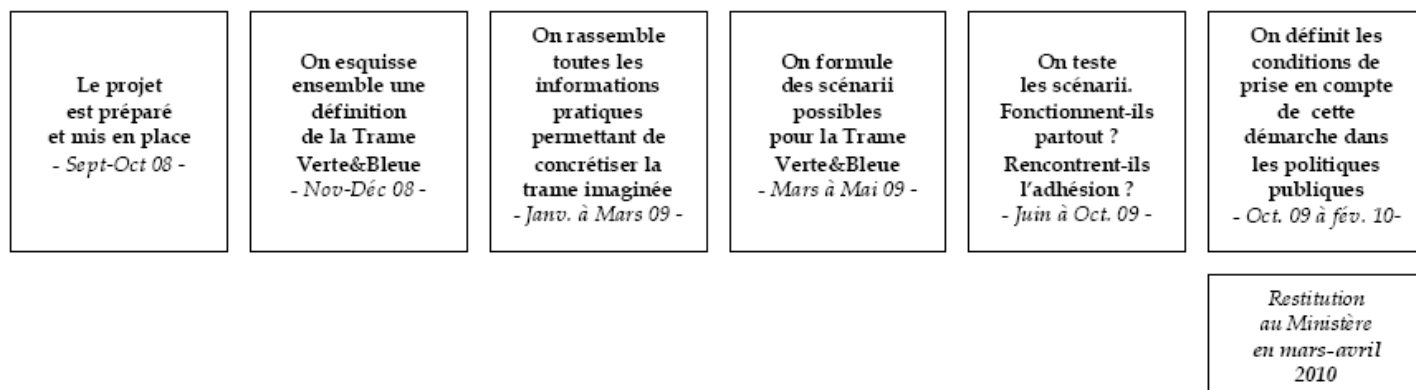 Le projet
est préparé
et mis en place
- Sept-Oct 08 -
On esquisse
ensemble une
définition
de la Trame
Verte&Bleue
- Nov-Déc 08 -
On rassemble
toutes les
informations
pratiques
permettant de
concrétiser la
trame imaginée
- Janv. à Mars 09 -
On formule
des scénarii
possibles
pour la Trame
Verte&Bleue
- Mars à Mai 09 -
On teste
les scénarii.
Fonctionnent-ils
partout ?
Rencontrent-ils
l'adhésion ?
- Juin à Oct. 09 -
On définit les
conditions de
prise en compte
de cette
démarche dans
les politiques
publiques
- Oct. 09 à fév. 10-
Restitution
au Ministère
en mars-avril
2010